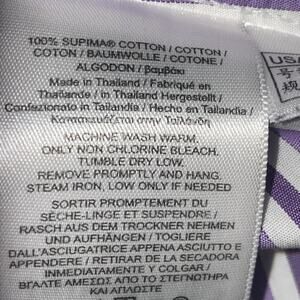 100% SUPIMA® COTTON / COTTON /
COTON / BAUMWOLLE / COTONE /
ALGODON / βαμβάκι
Made in Thailand / Fabriqué en
Thailande / in Thailand Hergestellt /
Confezionato in Tailandia / Hecho en Tailandia /
Κατασκευάζεται στην Ταϊλάνδη
MACHINE WASH WARM,
ONLY NON CHLORINE BLEACH.
TUMBLE DRY LOW.
REMOVE PROMPTLY AND HANG.
STEAM IRON, LOW ONLY IF NEEDED
SORTIR PROMPTEMENT DU
SÈCHE-LINGE ET SUSPENDRE /
RASCH AUS DEM TROCKNER NEHMEN
UND AUFHÄNGEN / TOGLIERE
DALL'ASCIUGATRICE APPENA ASCIUTTO E
APPENDERE / RETIRAR DE LA SECADORA
INMEDIATAMENTE Y COLGAR /
ΒΓΑΛΤΕ ΑΜΕΣΩΣ ΑΠΟ ΤΟ ΣΤΕΓΝΩΤΗΡΑ
ΚΑΙ ΑΠΛΩΣΤΕ
USA
号
规